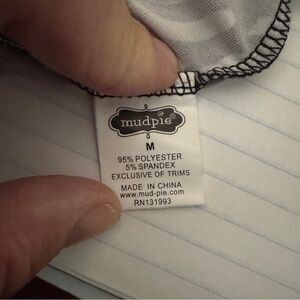 mudpie®
M
95% POLYESTER
5% SPANDEX
EXCLUSIVE OF TRIMS
MADE IN CHINA
www.mud-pie.com
RN131993